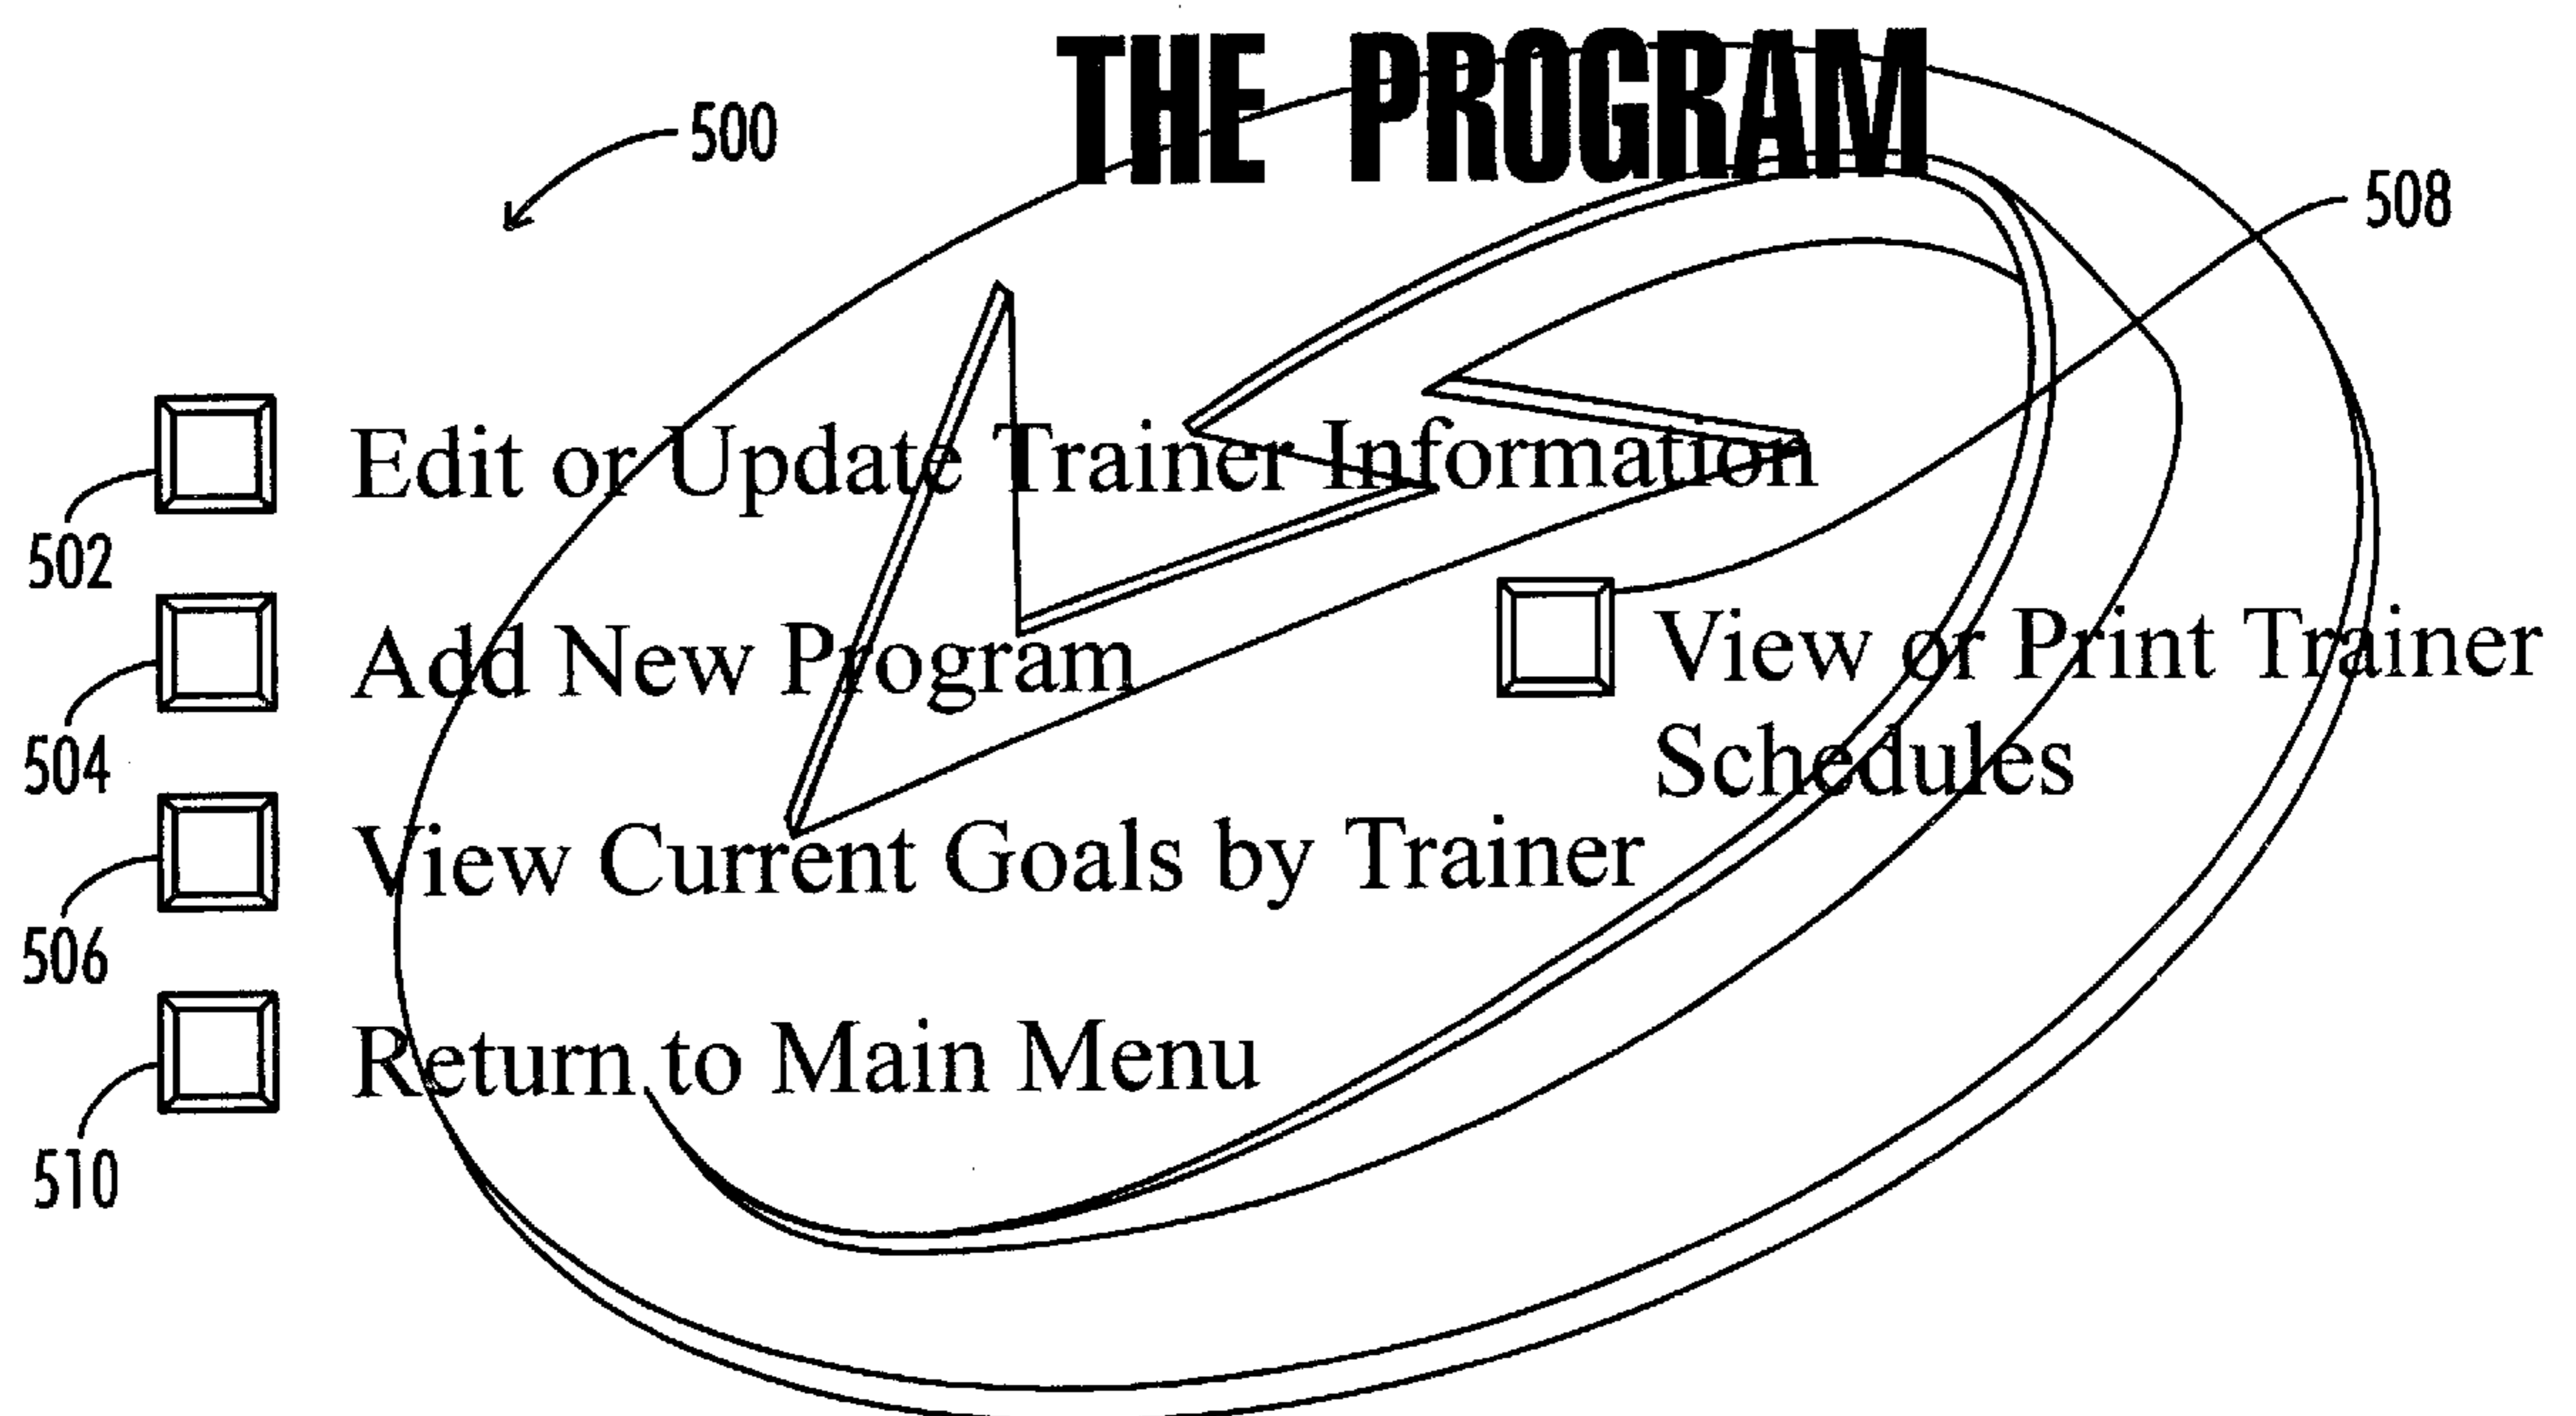 THE PROGRAM
500
508
Edit or Update Trainer Information
502
Add New Program
View or Print Trainer
Schedules
504
View Current Goals by Trainer
506
Return to Main Menu
510